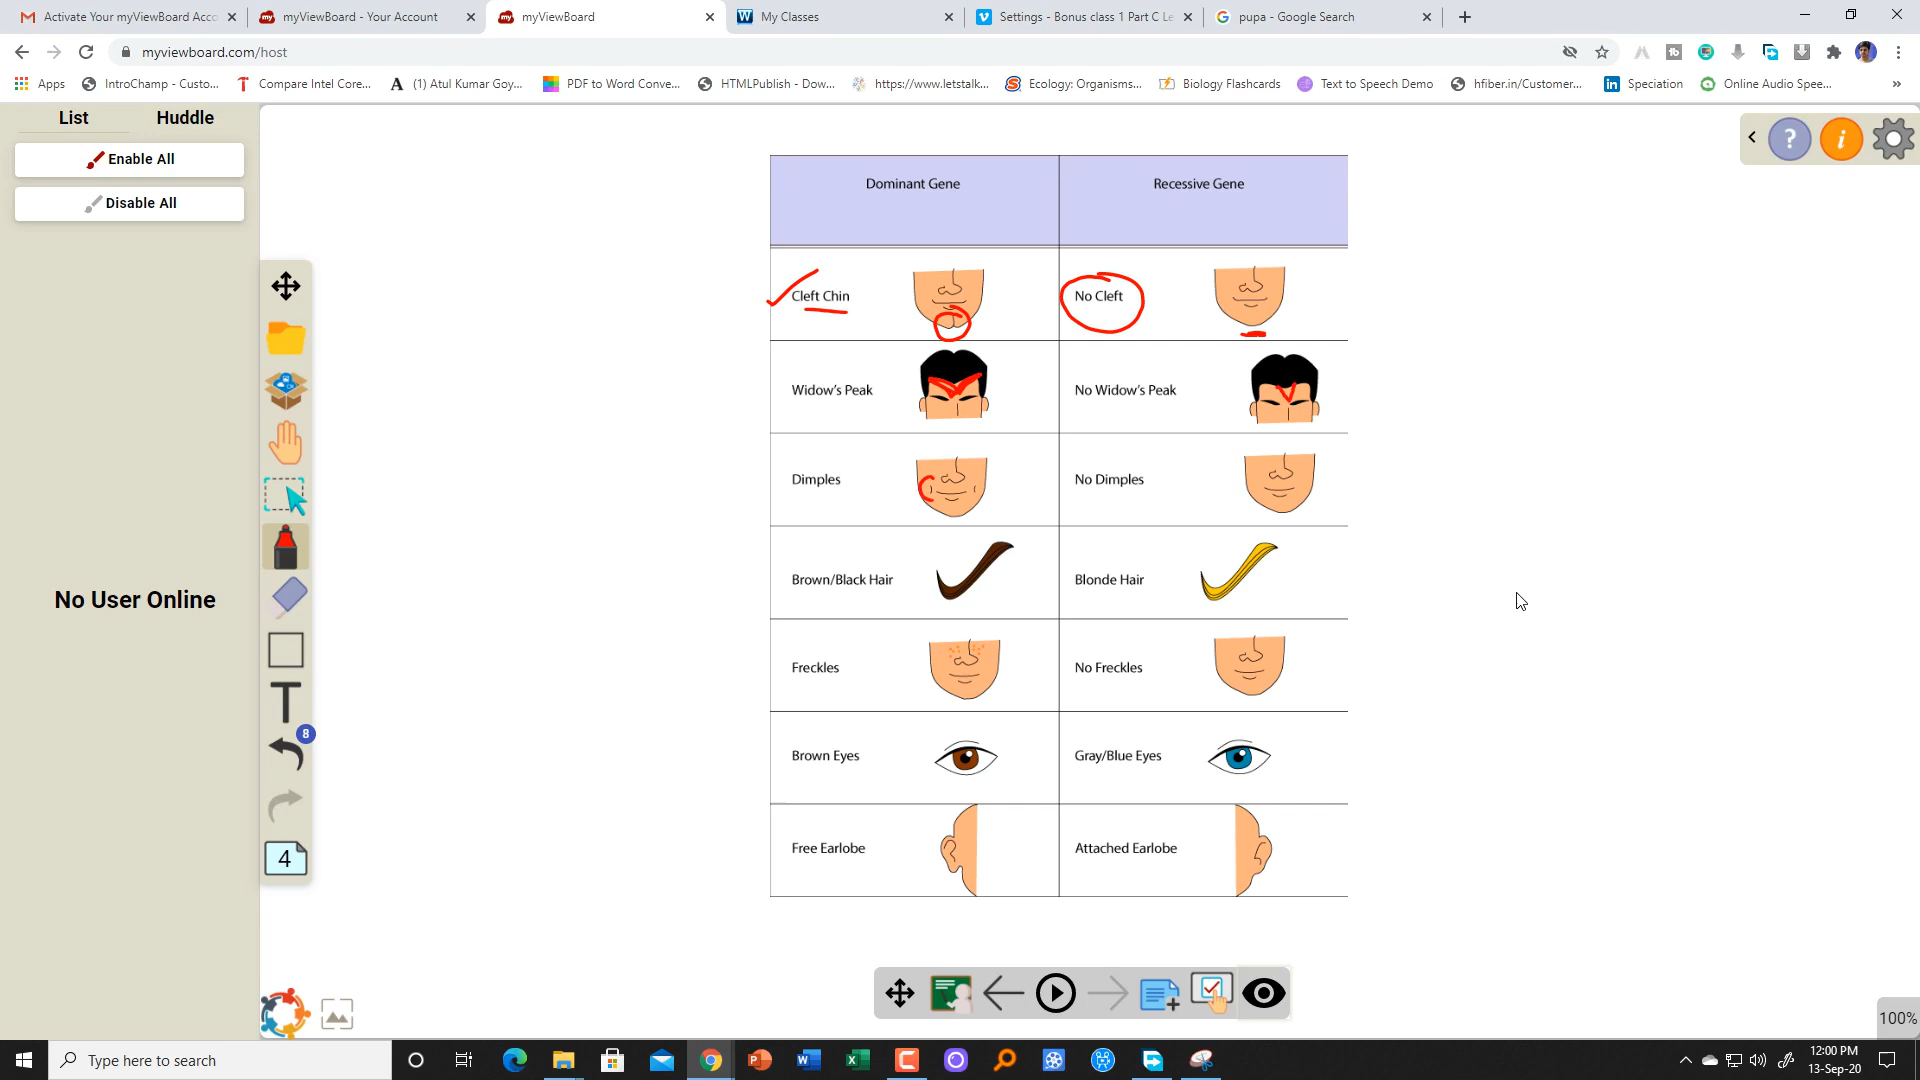 Activate Your myViewBoard Acco
myViewBoard - Your Account
myViewBoard
My Classes
Settings - Bonus class 1 Part C Le
pupa - Google Search
myviewboard.com/host
Apps
IntroChamp - Custo...
Compare Intel Core...
(1) Atul Kumar Goy...
PDF to Word Conve...
HTMLPublish - Dow...
https://www.letstalk...
Ecology: Organisms...
Biology Flashcards
Text to Speech Demo
hfiber.in/Customer...
Speciation
Online Audio Spee...
List
Huddle
Enable All
Disable All
No User Online
8
4
Dominant Gene
Recessive Gene
Cleft Chin
No Cleft
Widow's Peak
No Widow's Peak
Dimples
No Dimples
Brown/Black Hair
Blonde Hair
Freckles
No Freckles
Brown Eyes
Gray/Blue Eyes
Free Earlobe
Attached Earlobe
100%
Type here to search
12:00 PM
13-Sep-20